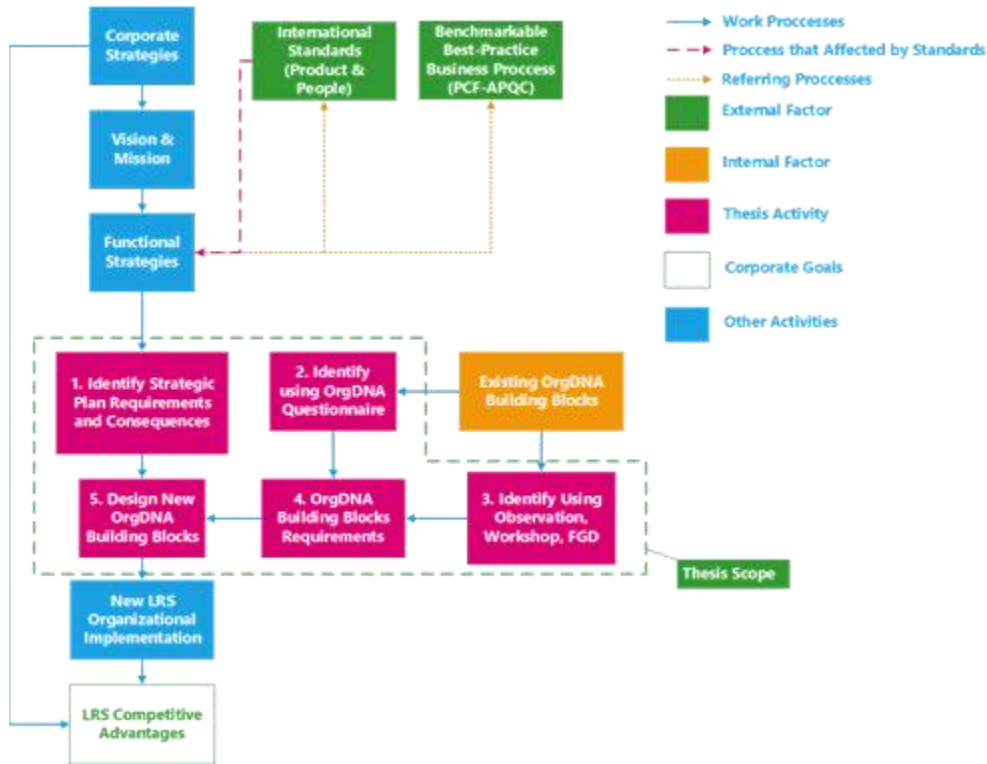 Corporate
Strategies
International
Standards
(Product &
People)
Benchmarkable
Best-Practice
Business Proccess
(PCF-APQC)
Work Proccesses
Proccess that Affected by Standards
Referring Proccesses
External Factor
Internal Factor
Thesis Activity
Corporate Goals
Other Activities
Vision &
Mission
Functional
Strategies
1. Identify Strategic
Plan Requirements
and Consequences
2. Identify
using OrgDNA
Questionnaire
Existing OrgDNA
Building Blocks
5. Design New
OrgDNA
Building Blocks
4. OrgDNA
Building Blocks
Requirements
3. Identify Using
Observation,
Workshop, FGD
Thesis Scope
New LRS
Organizational
Implementation
LRS Competitive
Advantages